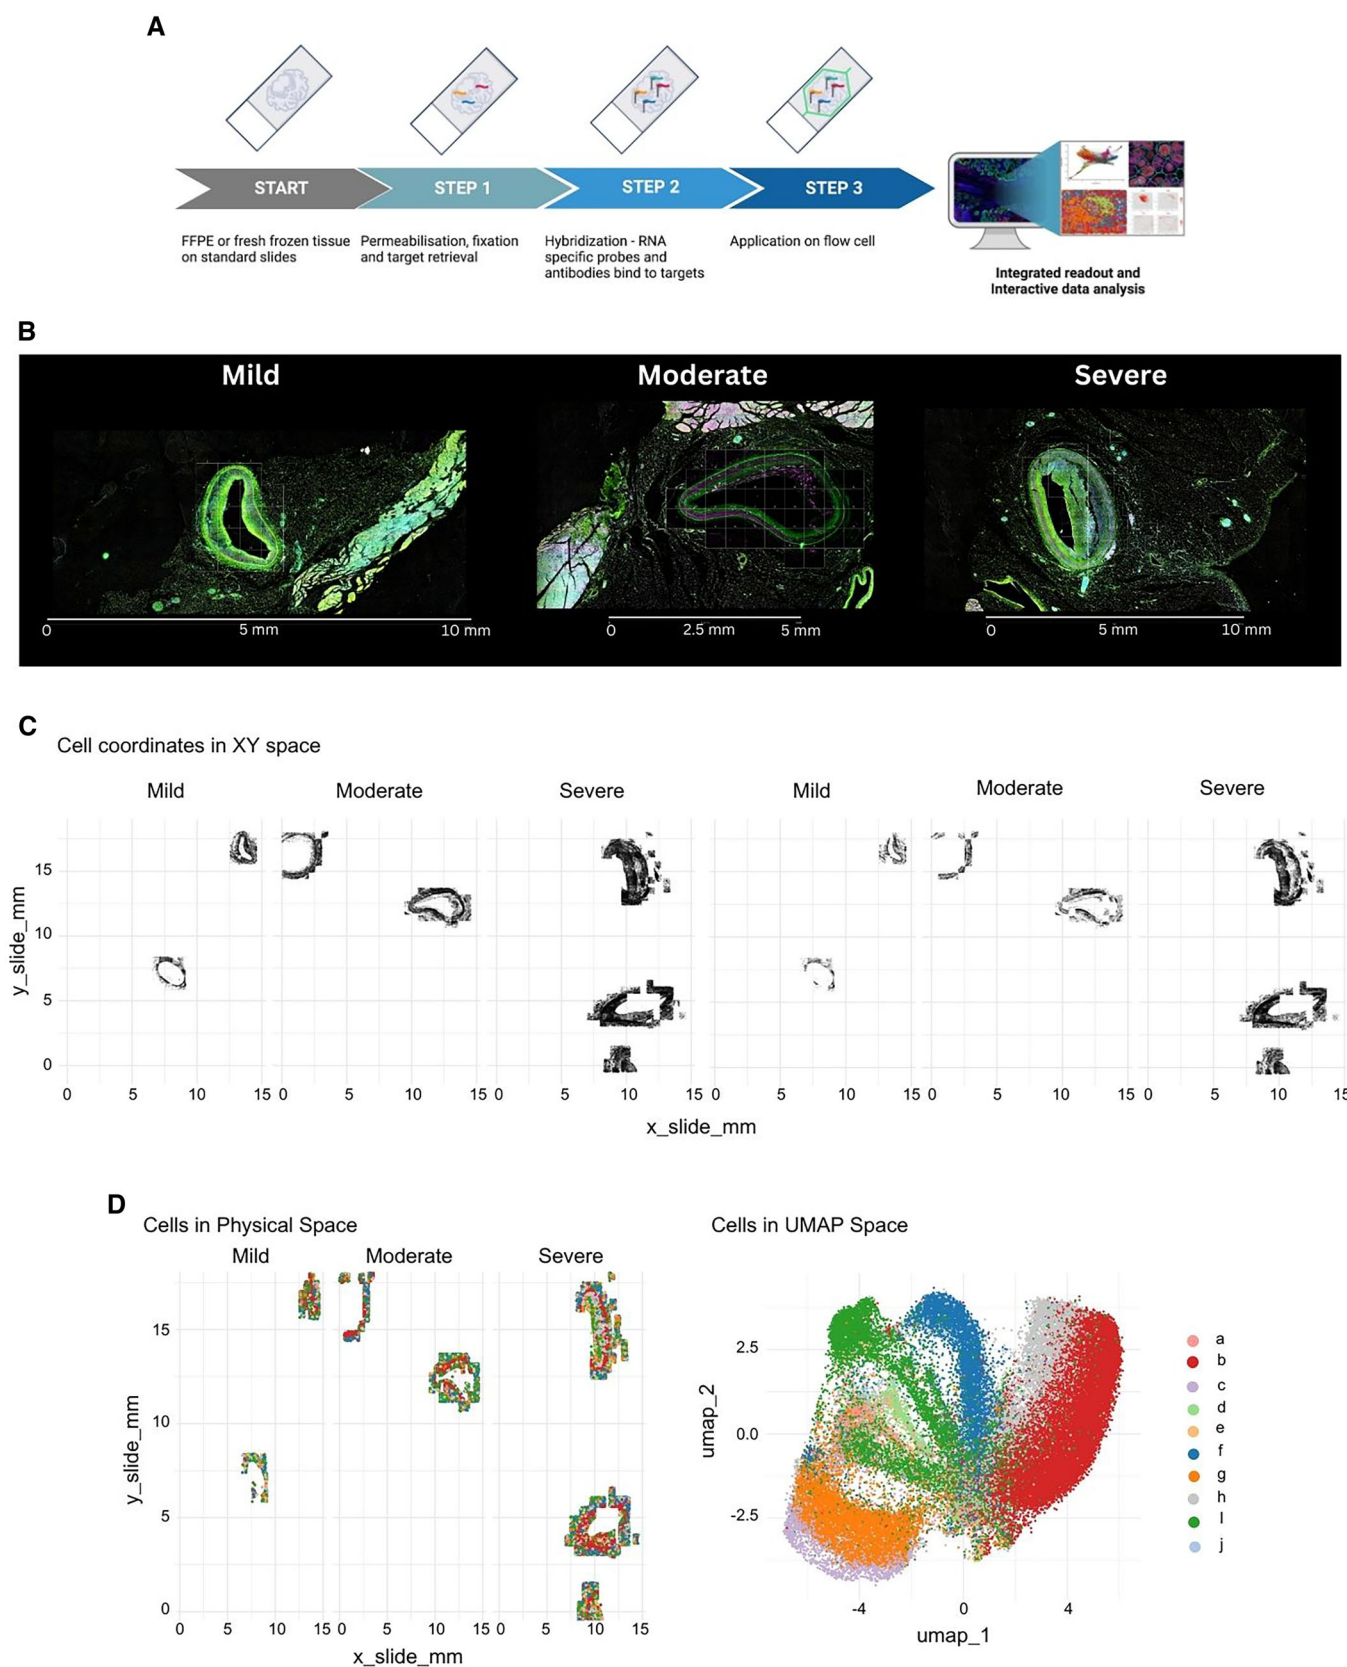 A
START
STEP 1
STEP 2
STEP 3
FFPE or fresh frozen tissue
on standard slides
Permeabilisation, fixation
and target retrieval
Hybridization - RNA
specific probes and
antibodies bind to targets
Application on flow cell
Integrated readout and
Interactive data analysis
B
Mild Moderate Severe
0 5 mm 10 mm 0 2.5 mm 5 mm 0 5 mm 10 mm
C
Cell coordinates in XY space
Mild Moderate Severe Mild Moderate Severe
y_slide_mm
15
10
5
0
0 5 10 15 0 5 10 15 0 5 10 15 0 5 10 15 0 5 10 15 0 5 10 15
x_slide_mm
D
Cells in Physical Space
Mild Moderate Severe
y_slide_mm
15
10
5
0
0 5 10 15 0 5 10 15 0 5 10 15
x_slide_mm
Cells in UMAP Space
umap_2
2.5
0.0
-2.5
-4 0 4
umap_1
a
b
c
d
e
f
g
h
I
j